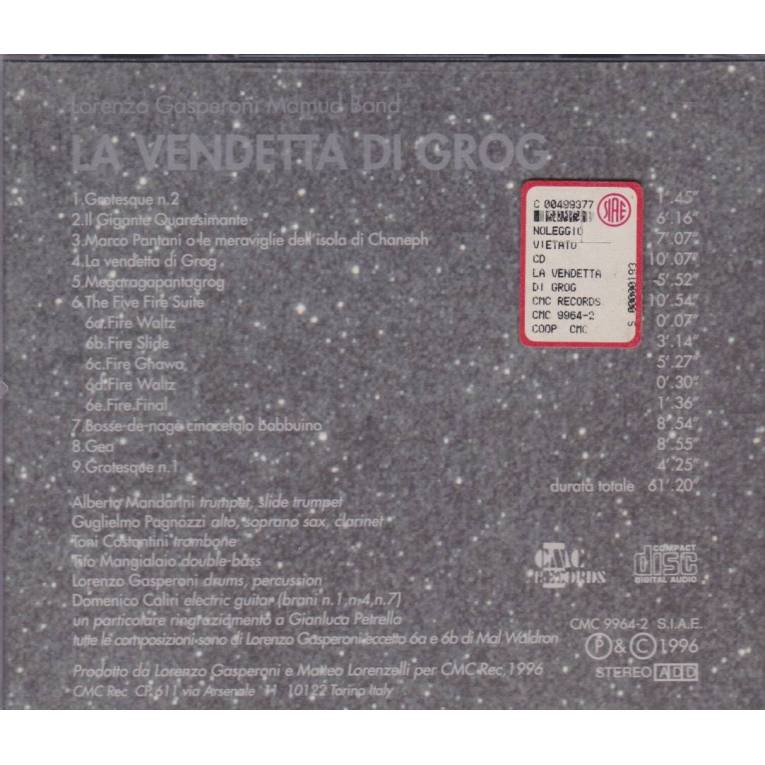 Lorenzo Gasperoni Mamud Band
LA VENDETTA DI GROG
1.Grotesque n.2 1'.45"
2.Il Gigante Quaresimante 6'.16"
3.Marco Pantani o le meraviglie dell'isola di Chaneph 7'.07"
4.La vendetta di Grog 10'.07"
5.Megaragapantagrog 5'.52"
6.The Five Fire Suite 10'.54"
6a.Fire Waltz 0'.07"
6b.Fire Slide 3'.14"
6c.Fire Ghawa 5'.27"
6d.Fire Waltz 0'.30"
6e.Fire Final 1'.36"
7.Bosse-de-nage cinocefalo Babbuino 8'.54"
8.Gea 8'.55"
9.Grotesque n.1 4'.25"
durata totale 61'.20"
C 00499377
SIAE
NOLEGGIO
VIETATO
CD
LA VENDETTA
DI GROG
CMC RECORDS
CMC 9964-2
COOP CMC
S 00000193
Alberto Mandarini trumpet, slide trumpet
Guglielmo Pagnozzi alto, soprano sax, clarinet
Toni Costantini trombone
Tito Mangialaio double-bass
Lorenzo Gasperoni drums, percussion
Domenico Caliri electric guitar (brani n.1,n.4,n.7)
un particolare ringraziamento a Gianluca Petrella
tutte le composizioni sono di Lorenzo Gasperoni eccetto 6a e 6b di Mal Waldron
Prodotto da Lorenzo Gasperoni e Matteo Lorenzelli per CMC Rec, 1996
CMC Rec CP.611 via Arsenale 11 10122 Torino Italy
CMC
RECORDS
COMPACT
disc
DIGITAL AUDIO
CMC 9964-2 S.I.A.E.
Ⓟ & © 1996
STEREO ADD